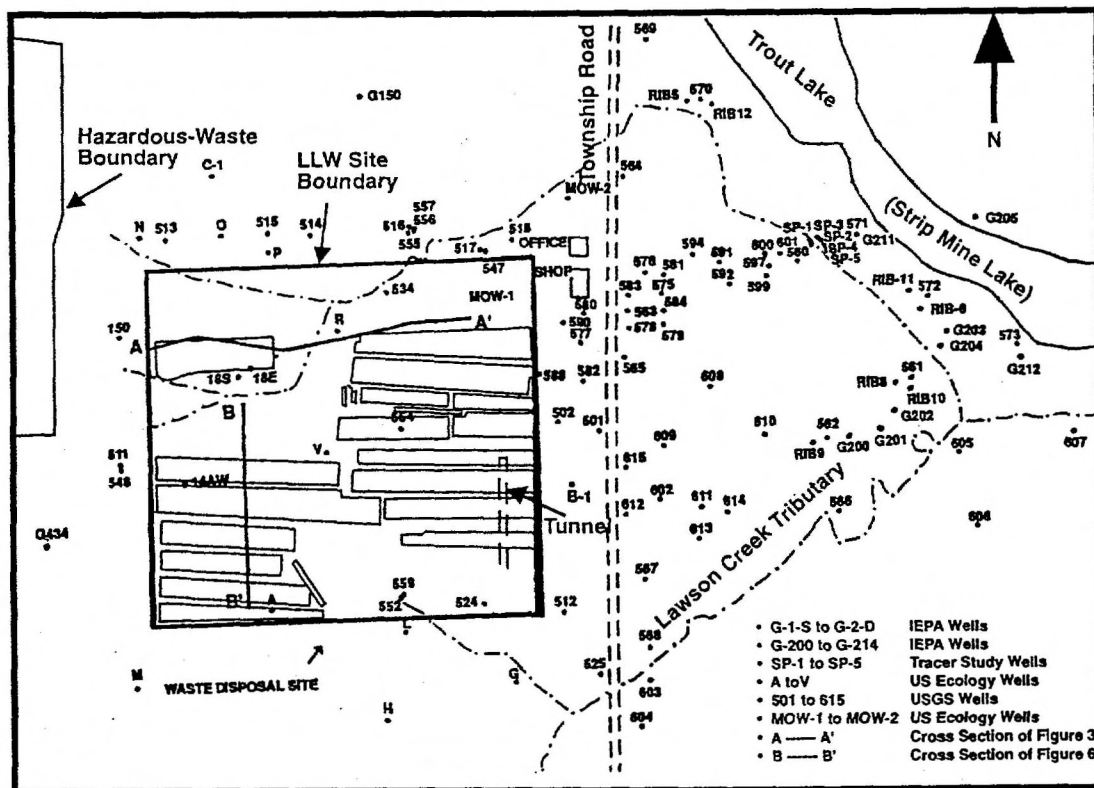 569
Trout Lake
Township Road
RIB5
570
RIB12
G150
N
Hazardous-Waste
Boundary
C-1
LLW Site
Boundary
564
MOW-2
(Strip Mine Lake)
G205
557
556
N
513
O
515
514
516
555
518
517
P
547
OFFICE
SHOP
594
591
600
601
SP-1
SP-3
571
SP-2
G211
SP-4
SP-5
560
597
599
592
576
581
575
583
584
563
578
579
RIB-11
572
RIB-6
G203
G204
573
G212
534
MOW-1
580
590
577
150
A
R
A'
16S
18E
588
582
565
608
561
RIB8
RIB10
G202
B
502
501
554
V
609
610
562
RIB9
G200
G201
605
607
511
546
14AW
615
B-1
602
612
611
614
613
Tunnel
566
606
G434
567
Lawson Creek Tributary
B'
A
559
552
524
512
L
568
525
603
604
M
WASTE DISPOSAL SITE
G
H
• G-1-S to G-2-D IEPA Wells
• G-200 to G-214 IEPA Wells
• SP-1 to SP-5 Tracer Study Wells
• A to V US Ecology Wells
• 501 to 615 USGS Wells
• MOW-1 to MOW-2 US Ecology Wells
• A —— A' Cross Section of Figure 3
• B —— B' Cross Section of Figure 6